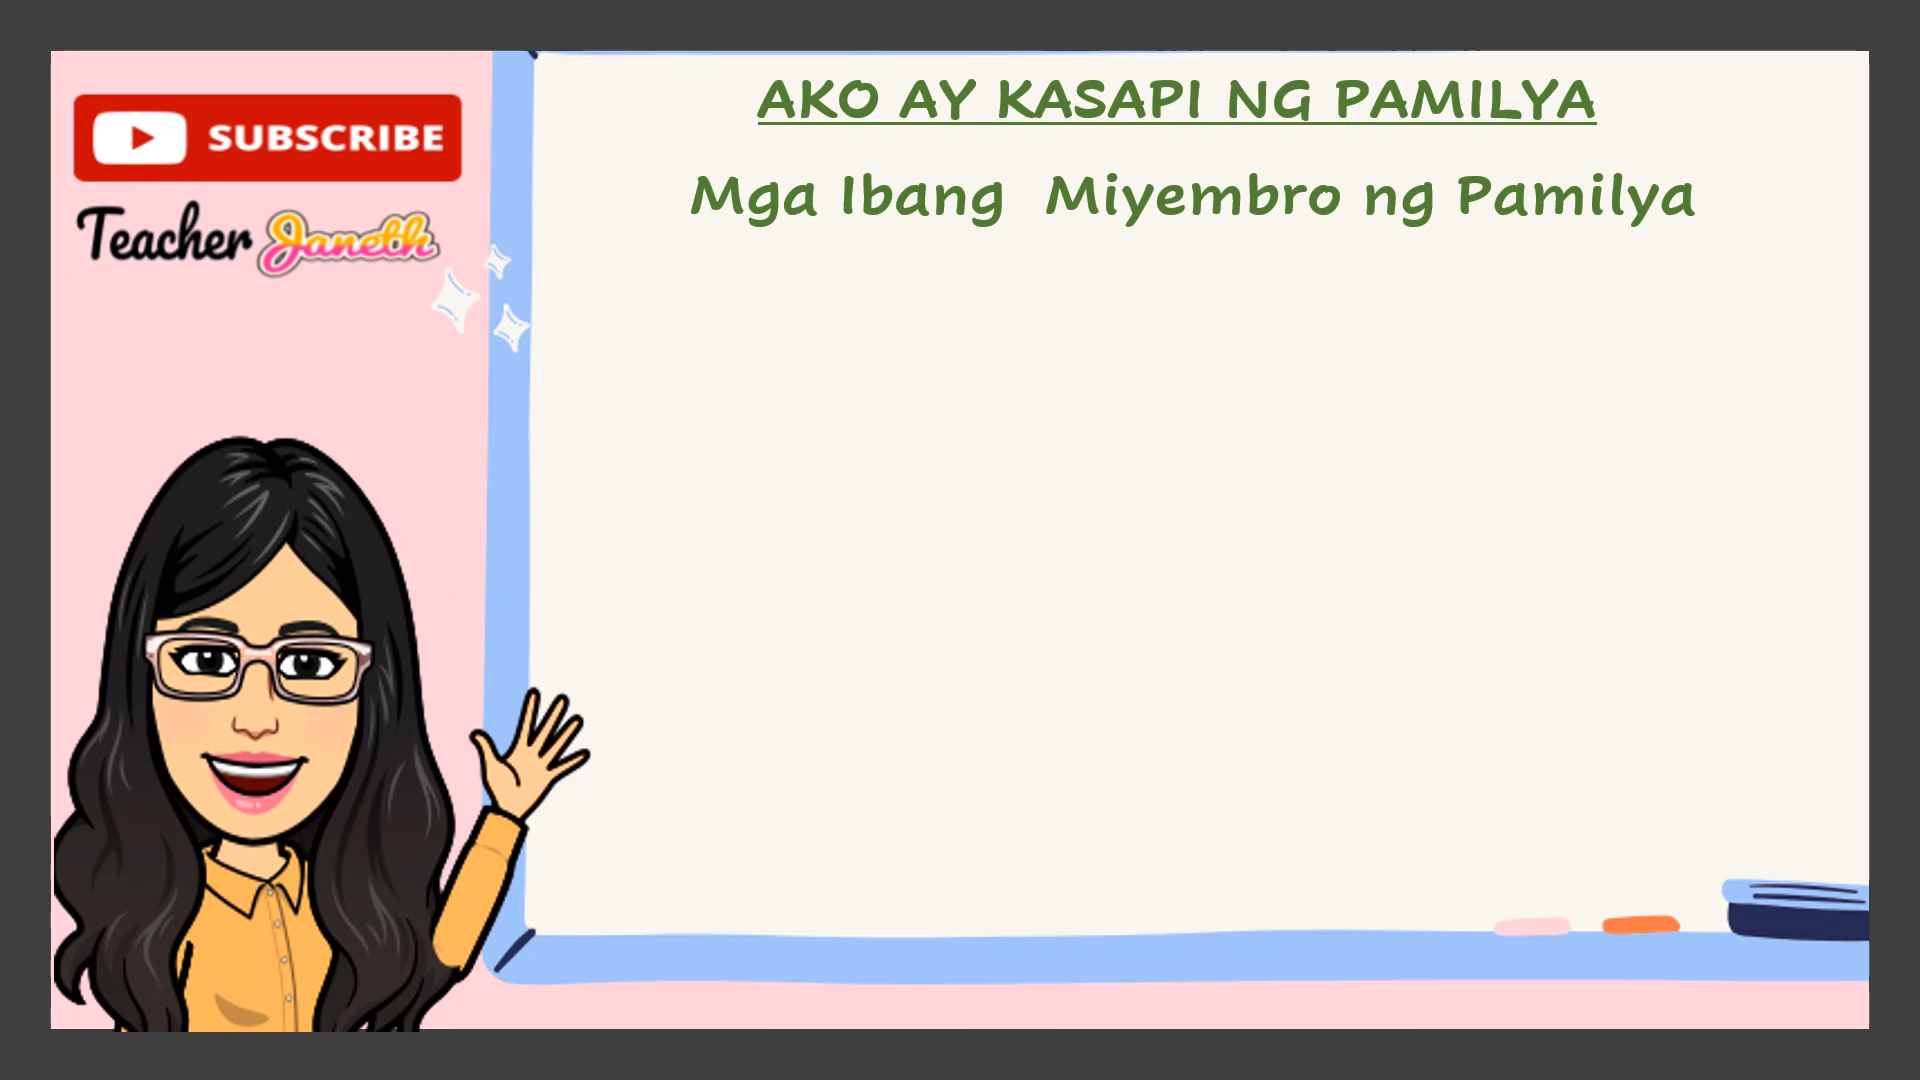 SUBSCRIBE
Teacher Janeth
AKO AY KASAPI NG PAMILYA
Mga Ibang Miyembro ng Pamilya